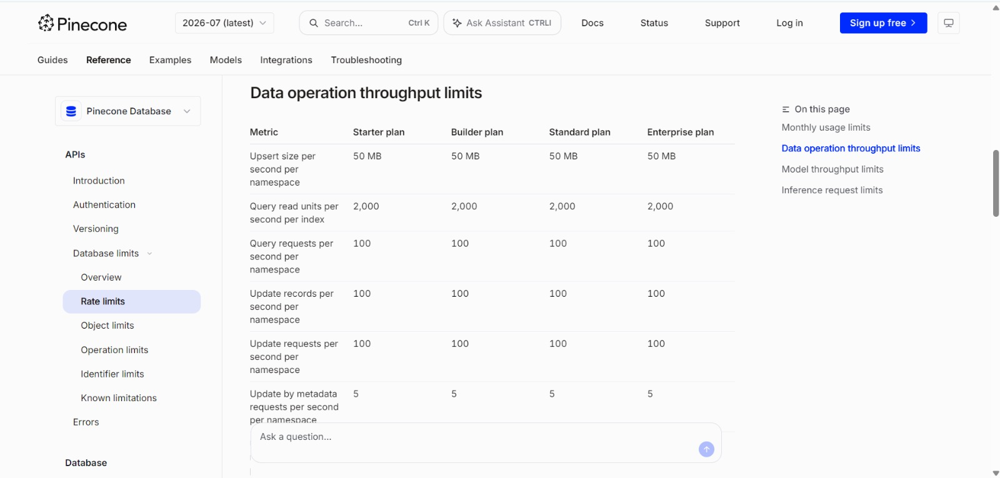 Pinecone
2026-07 (latest)
Search...
Ctrl K
Ask Assistant CTRLI
Docs
Status
Support
Log in
Sign up free
Guides
Reference
Examples
Models
Integrations
Troubleshooting
Pinecone Database
APIs
Introduction
Authentication
Versioning
Database limits
Overview
Rate limits
Object limits
Operation limits
Identifier limits
Known limitations
Errors
Database
Data operation throughput limits
Metric Starter plan Builder plan Standard plan Enterprise plan
Upsert size per 50 MB 50 MB 50 MB 50 MB
second per
namespace
Query read units per 2,000 2,000 2,000 2,000
second per index
Query requests per 100 100 100 100
second per
namespace
Update records per 100 100 100 100
second per
namespace
Update requests per 100 100 100 100
second per
namespace
Update by metadata 5 5 5 5
requests per second
per namespace
Ask a question...
On this page
Monthly usage limits
Data operation throughput limits
Model throughput limits
Inference request limits